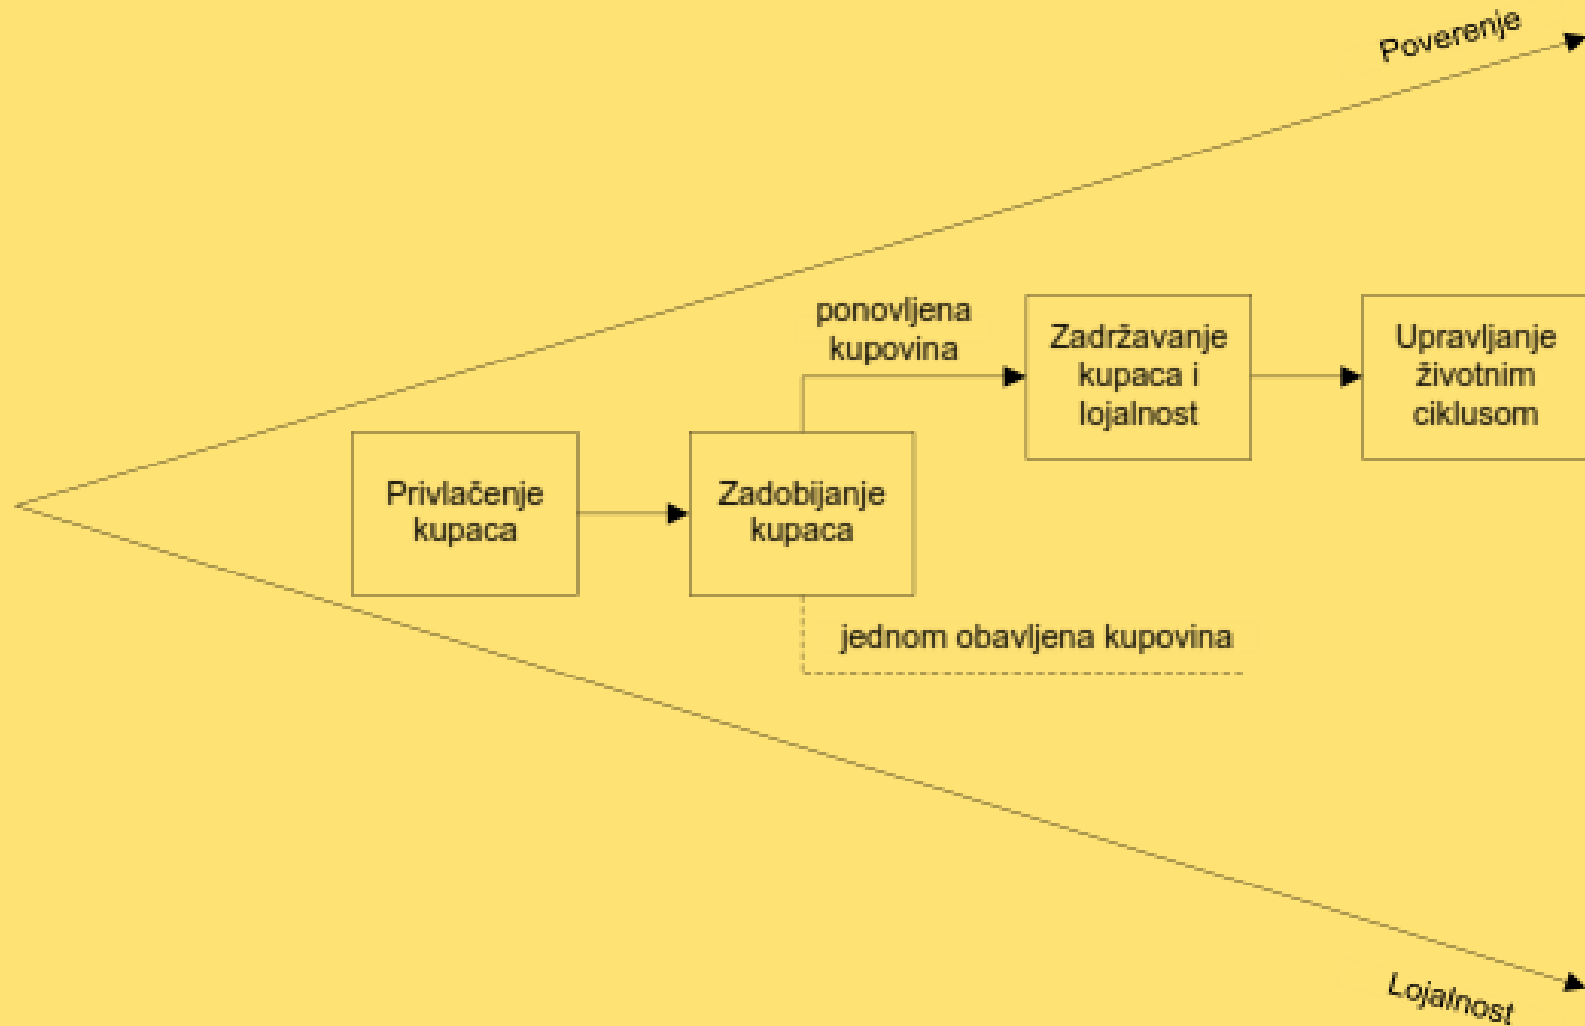 Poverenje
ponovljena
kupovina
Zadržavanje
kupaca i
lojalnost
Upravljanje
životnim
ciklusom
Privlačenje
kupaca
Zadobijanje
kupaca
jednom obavljena kupovina
Lojalnost